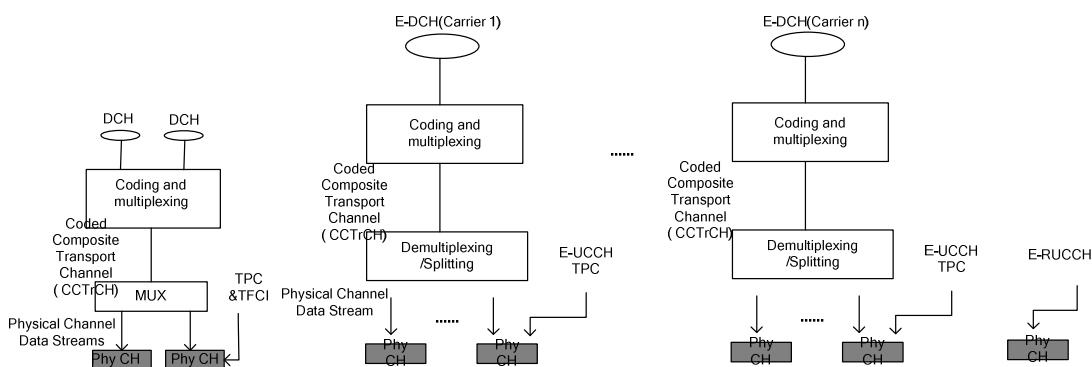 E-DCH(Carrier 1)
E-DCH(Carrier n)
DCH
DCH
Coding and
multiplexing
Coded
Composite
Transport
Channel
( CCTrCH)
MUX
TPC
&TFCI
Physical Channel
Data Streams
Phy CH
Phy CH
Coding and
multiplexing
Coded
Composite
Transport
Channel
( CCTrCH)
Demultiplexing
/Splitting
E-UCCH
TPC
Physical Channel
Data Stream
......
Phy
CH
Phy
CH
......
Coding and
multiplexing
Coded
Composite
Transport
Channel
( CCTrCH)
Demultiplexing
/Splitting
E-UCCH
TPC
......
Phy
CH
Phy
CH
E-RUCCH
Phy
CH